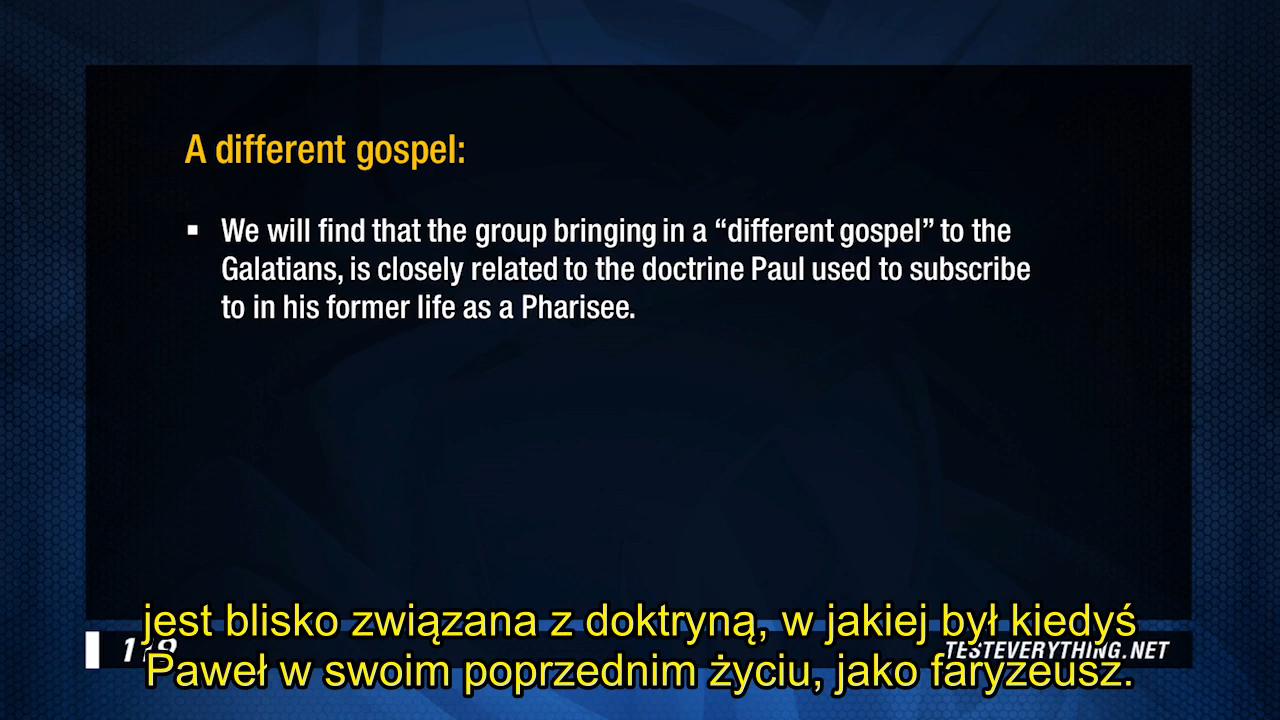 A different gospel:
▪ We will find that the group bringing in a “different gospel” to the
Galatians, is closely related to the doctrine Paul used to subscribe
to in his former life as a Pharisee.
jest blisko związana z doktryną, w jakiej był kiedyś
TESTEVERYTHING.NET
Paweł w swoim poprzednim życiu, jako faryzeusz.